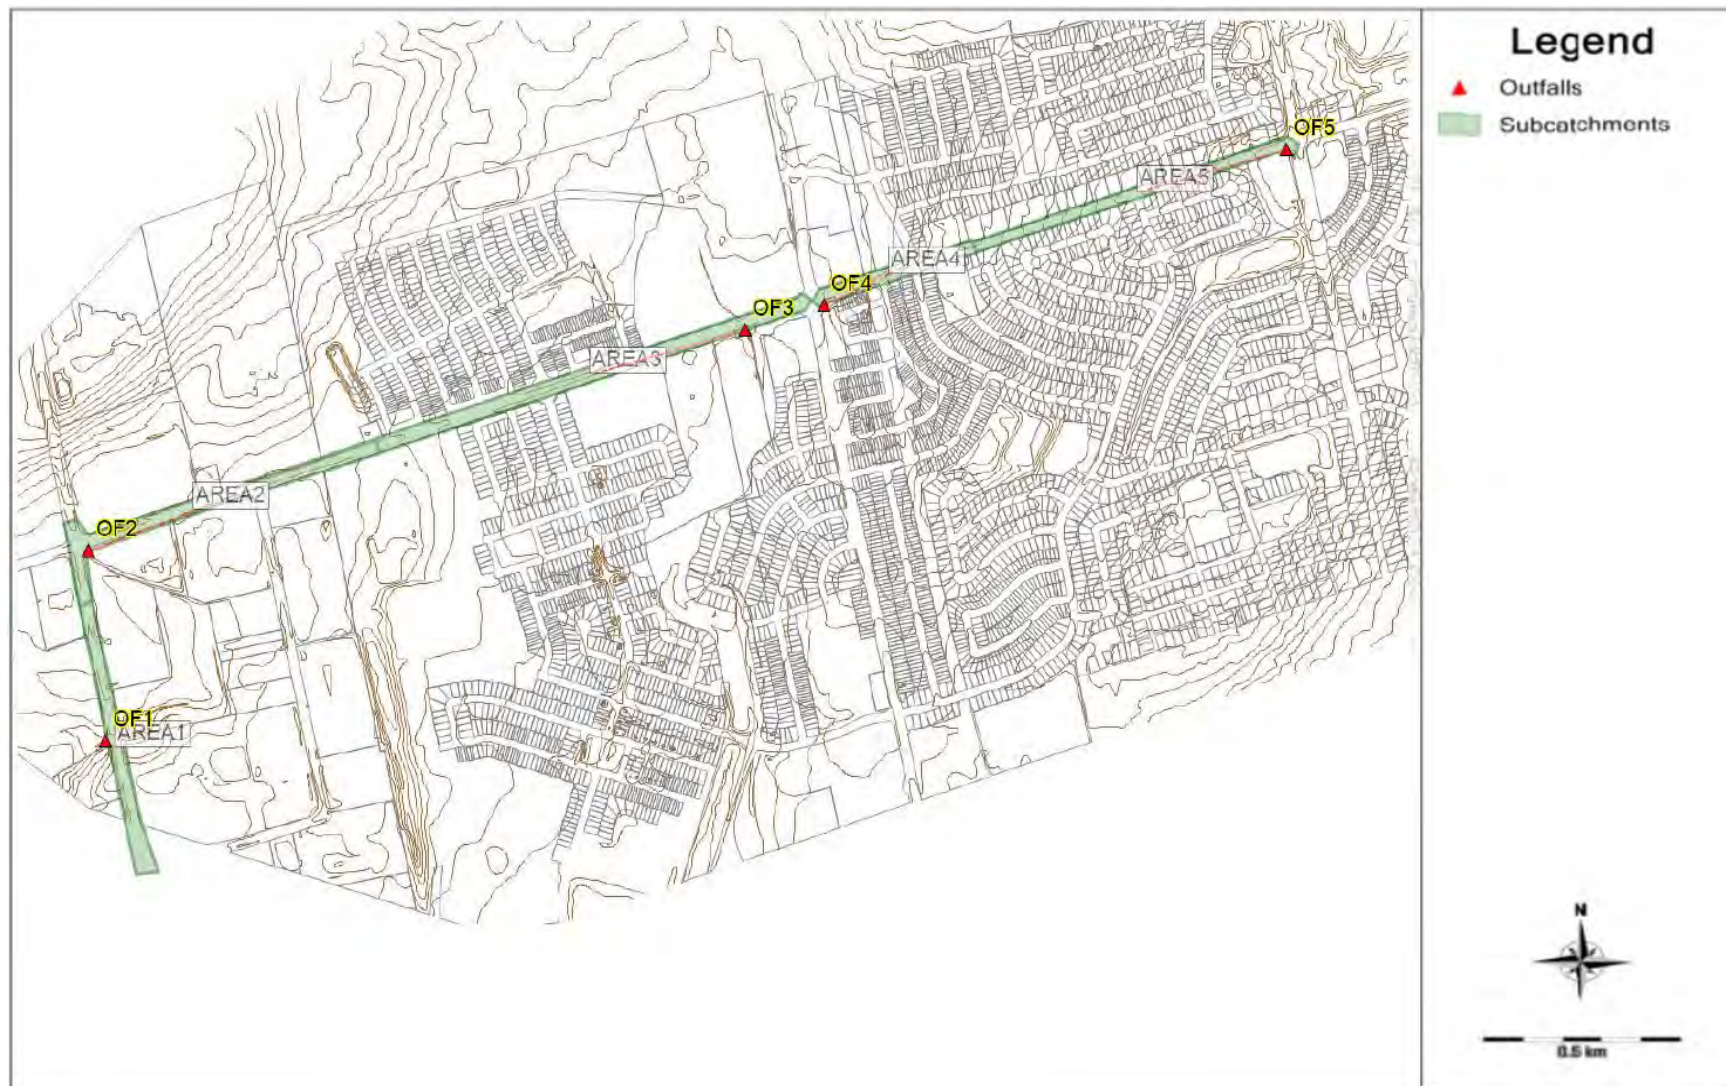 Legend
Outfalls
Subcatchments
OF5
AREA5
AREA4
OF4
OF3
AREA3
AREA2
OF2
OF1
AREA1
N
0.5 km